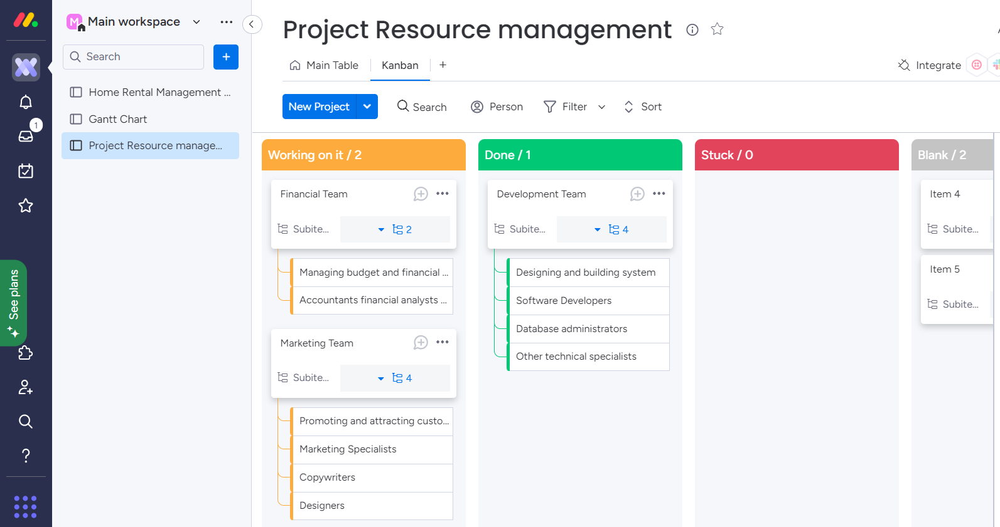 M Main workspace
Search
Home Rental Management ...
Gantt Chart
Project Resource manage...
1
See plans
Project Resource management
Main Table
Kanban
Integrate
New Project
Search
Person
Filter
Sort
Working on it / 2
Financial Team
Subite...
2
Managing budget and financial ...
Accountants financial analysts ...
Marketing Team
Subite...
4
Promoting and attracting custo...
Marketing Specialists
Copywriters
Designers
Done / 1
Development Team
Subite...
4
Designing and building system
Software Developers
Database administrators
Other technical specialists
Stuck / 0
Blank / 2
Item 4
Subite...
Item 5
Subite...